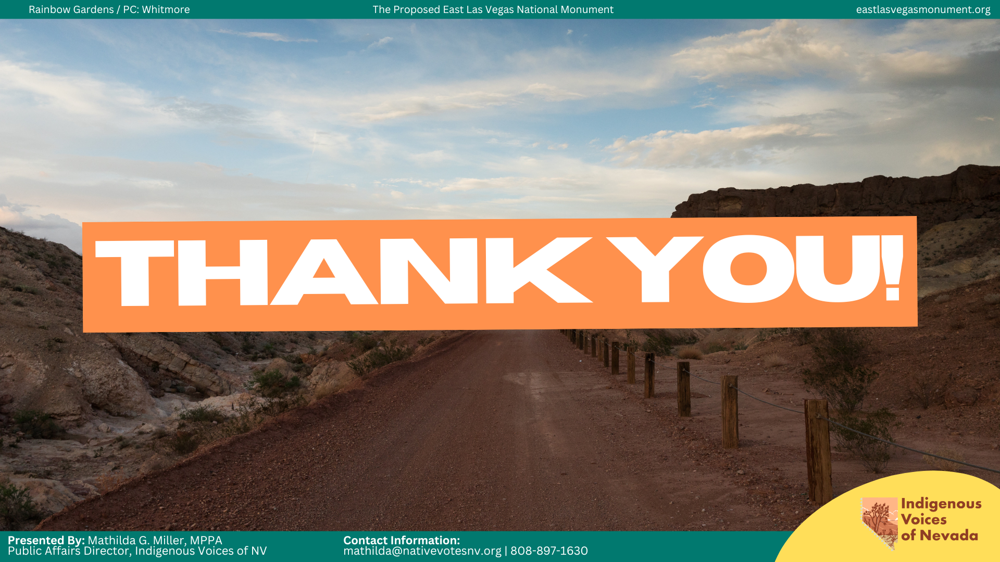 Rainbow Gardens / PC: Whitmore
The Proposed East Las Vegas National Monument
eastlasvegasmonument.org
THANK YOU!
Presented By: Mathilda G. Miller, MPPA
Public Affairs Director, Indigenous Voices of NV
Contact Information:
mathilda@nativevotesnv.org | 808-897-1630
Indigenous
Voices
of Nevada